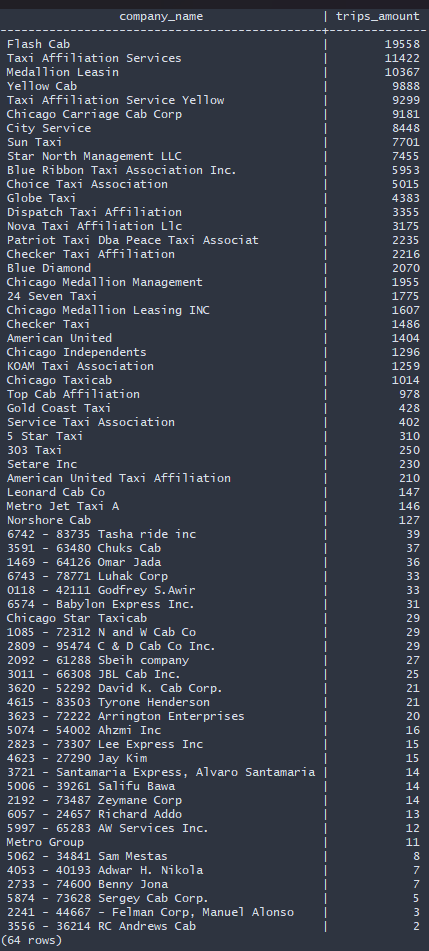 company_name | trips_amount
Flash Cab | 19558
Taxi Affiliation Services | 11422
Medallion Leasin | 10367
Yellow Cab | 9888
Taxi Affiliation Service Yellow | 9299
Chicago Carriage Cab Corp | 9181
City Service | 8448
Sun Taxi | 7701
Star North Management LLC | 7455
Blue Ribbon Taxi Association Inc. | 5953
Choice Taxi Association | 5015
Globe Taxi | 4383
Dispatch Taxi Affiliation | 3355
Nova Taxi Affiliation Llc | 3175
Patriot Taxi Dba Peace Taxi Associat | 2235
Checker Taxi Affiliation | 2216
Blue Diamond | 2070
Chicago Medallion Management | 1955
24 Seven Taxi | 1775
Chicago Medallion Leasing INC | 1607
Checker Taxi | 1486
American United | 1404
Chicago Independents | 1296
KOAM Taxi Association | 1259
Chicago Taxicab | 1014
Top Cab Affiliation | 978
Gold Coast Taxi | 428
Service Taxi Association | 402
5 Star Taxi | 310
303 Taxi | 250
Setare Inc | 230
American United Taxi Affiliation | 210
Leonard Cab Co | 147
Metro Jet Taxi A | 146
Norshore Cab | 127
6742 - 83735 Tasha ride inc | 39
3591 - 63480 Chuks Cab | 37
1469 - 64126 Omar Jada | 36
6743 - 78771 Luhak Corp | 33
0118 - 42111 Godfrey S.Awir | 33
6574 - Babylon Express Inc. | 31
Chicago Star Taxicab | 29
1085 - 72312 N and W Cab Co | 29
2809 - 95474 C & D Cab Co Inc. | 29
2092 - 61288 Sbeih company | 27
3011 - 66308 JBL Cab Inc. | 25
3620 - 52292 David K. Cab Corp. | 21
4615 - 83503 Tyrone Henderson | 21
3623 - 72222 Arrington Enterprises | 20
5074 - 54002 Ahzmi Inc | 16
2823 - 73307 Lee Express Inc | 15
4623 - 27290 Jay Kim | 15
3721 - Santamaria Express, Alvaro Santamaria | 14
5006 - 39261 Salifu Bawa | 14
2192 - 73487 Zeymane Corp | 14
6057 - 24657 Richard Addo | 13
5997 - 65283 AW Services Inc. | 12
Metro Group | 11
5062 - 34841 Sam Mestas | 8
4053 - 40193 Adwar H. Nikola | 7
2733 - 74600 Benny Jona | 7
5874 - 73628 Sergey Cab Corp. | 5
2241 - 44667 - Felman Corp, Manuel Alonso | 3
3556 - 36214 RC Andrews Cab | 2
(64 rows)